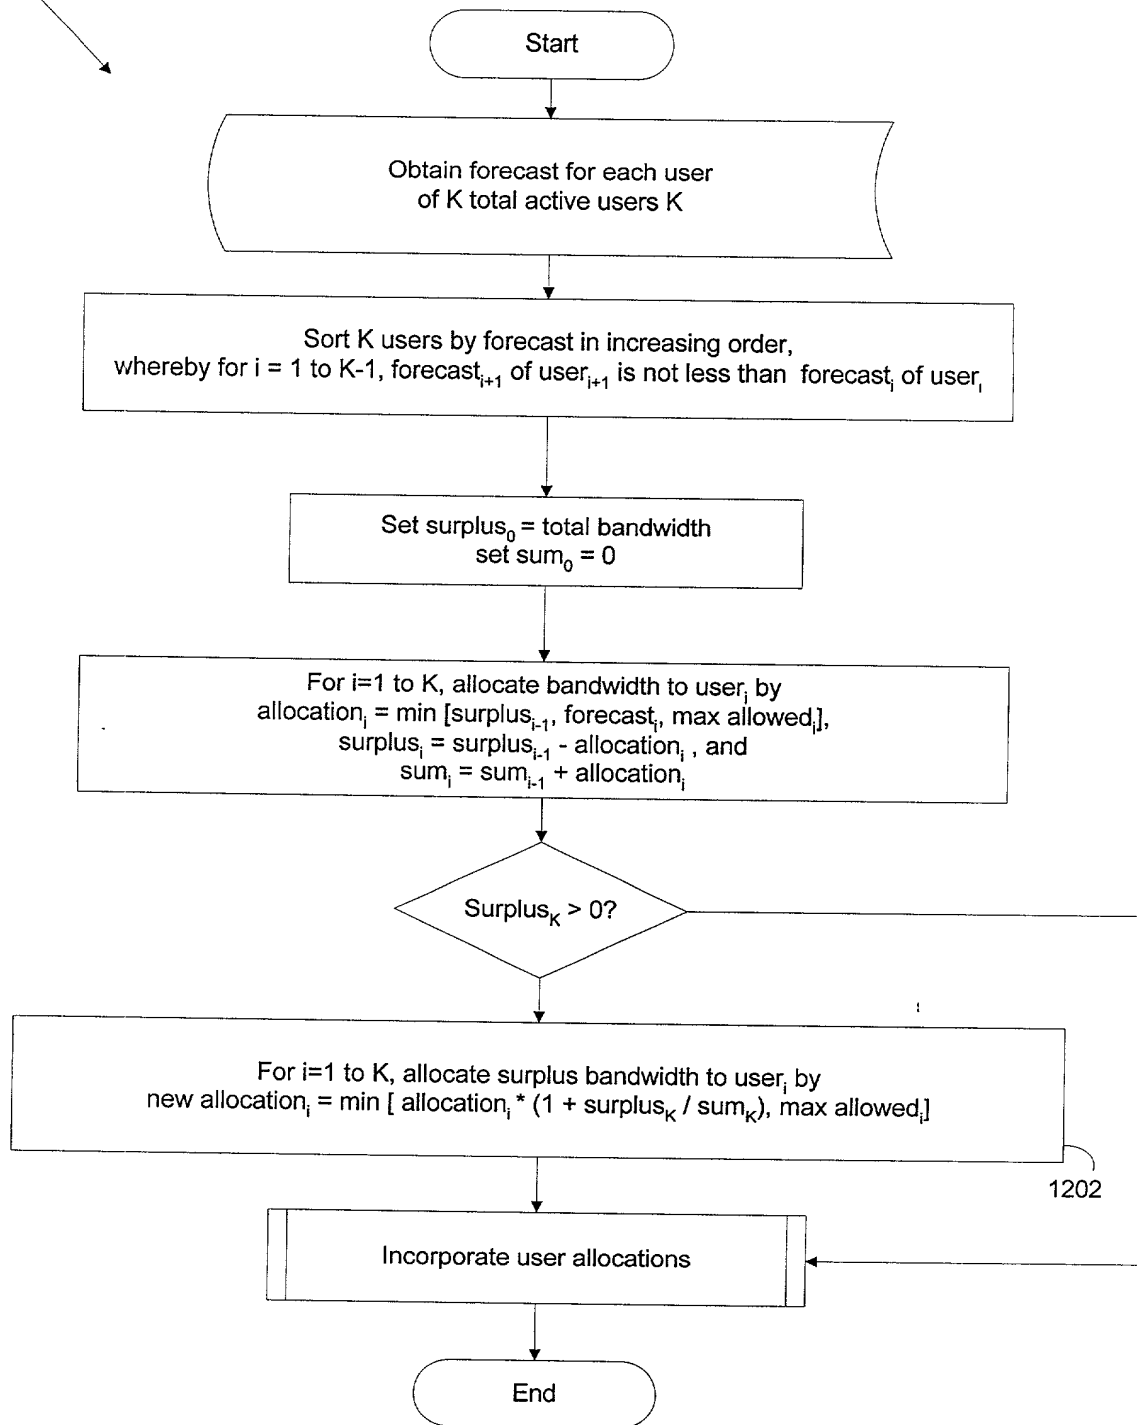 Start
Obtain forecast for each user
of K total active users K
Sort K users by forecast in increasing order,
whereby for i = 1 to K-1, forecast_{i+1} of user_{i+1} is not less than forecast_i of user_i
Set surplus_0 = total bandwidth
set sum_0 = 0
For i=1 to K, allocate bandwidth to user_i by
allocation_i = min [surplus_{i-1}, forecast_i, max allowed_i],
surplus_i = surplus_{i-1} - allocation_i , and
sum_i = sum_{i-1} + allocation_i
Surplus_K > 0?
For i=1 to K, allocate surplus bandwidth to user_i by
new allocation_i = min [ allocation_i * (1 + surplus_K / sum_K), max allowed_i]
1202
Incorporate user allocations
End